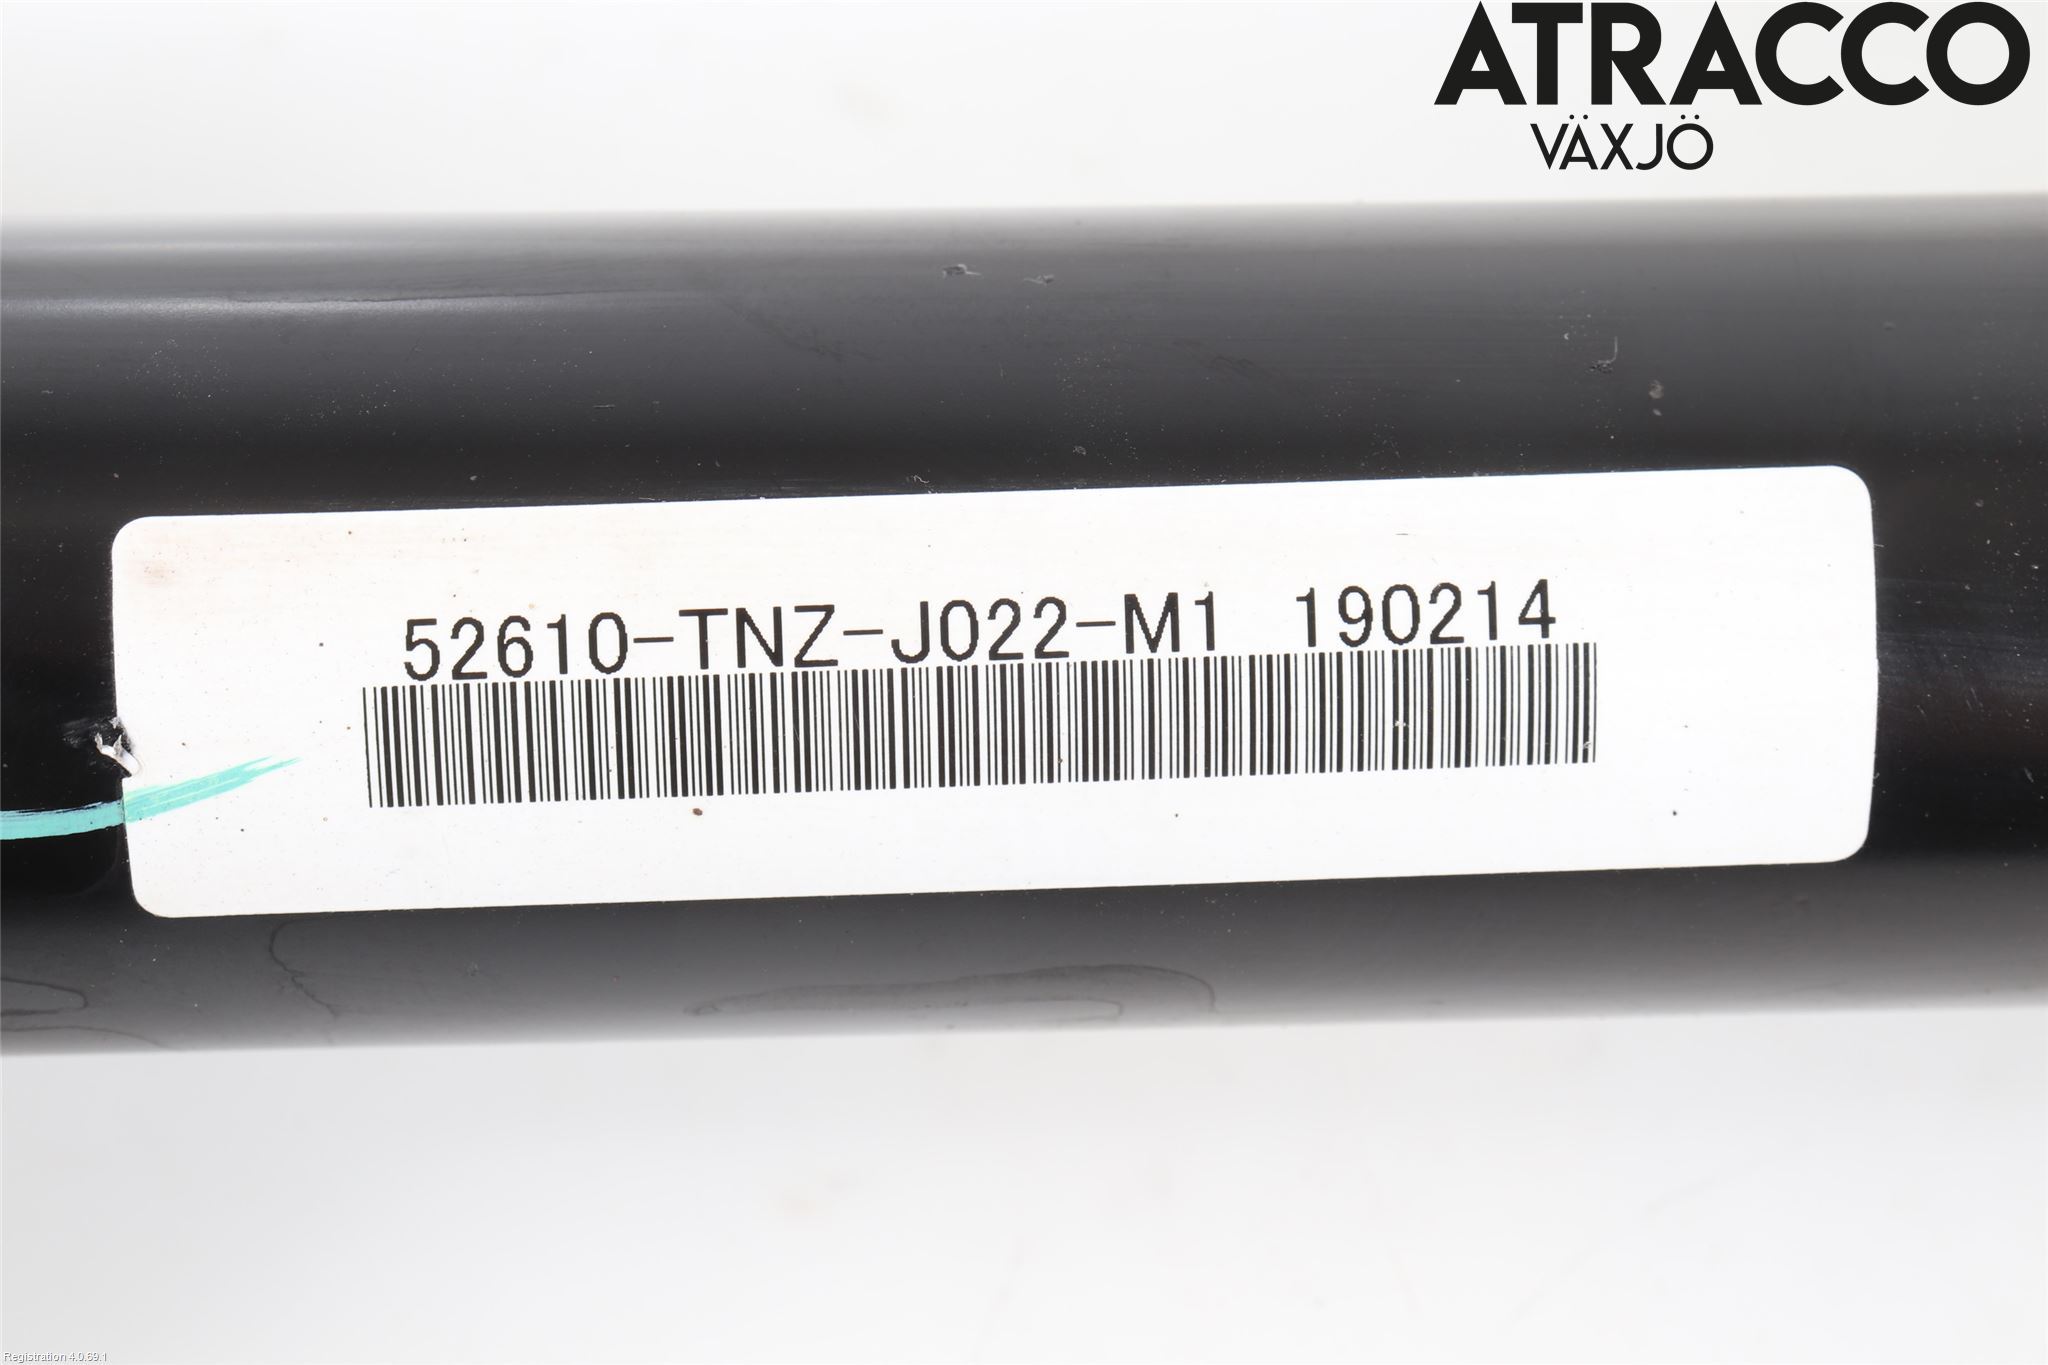 ATRACCO
VÄXJÖ
52610-TNZ-J022-M1 190214
Registration 4.0.69.1